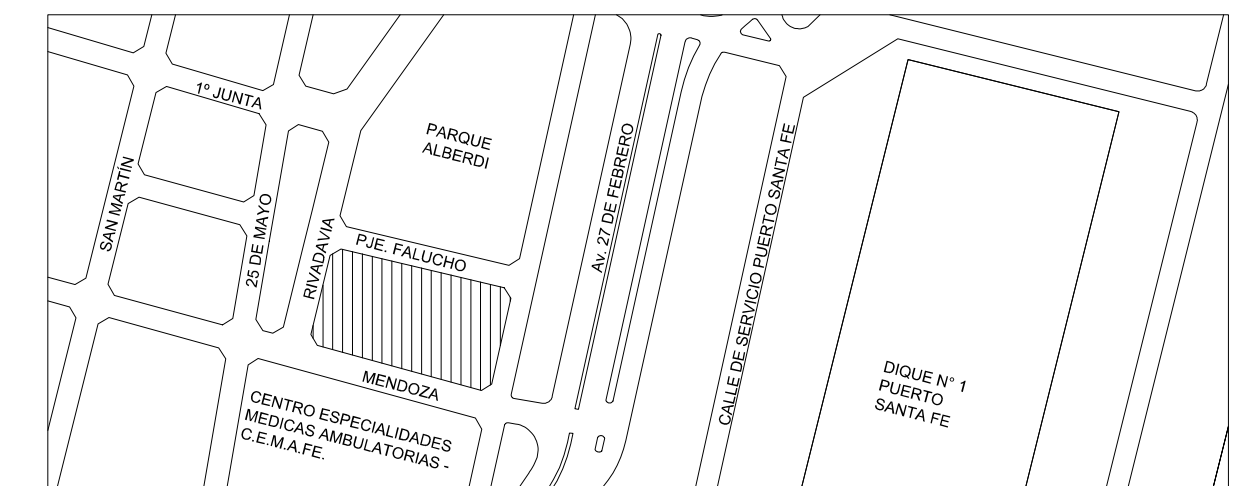 1º JUNTA
PARQUE
ALBERDI
SAN MARTÍN
25 DE MAYO
RIVADAVIA
PJE. FALUCHO
Av. 27 DE FEBRERO
CALLE DE SERVICIO PUERTO SANTA FE
MENDOZA
CENTRO ESPECIALIDADES
MEDICAS AMBULATORIAS -
C.E.M.A.FE.
DIQUE N° 1
PUERTO
SANTA FE